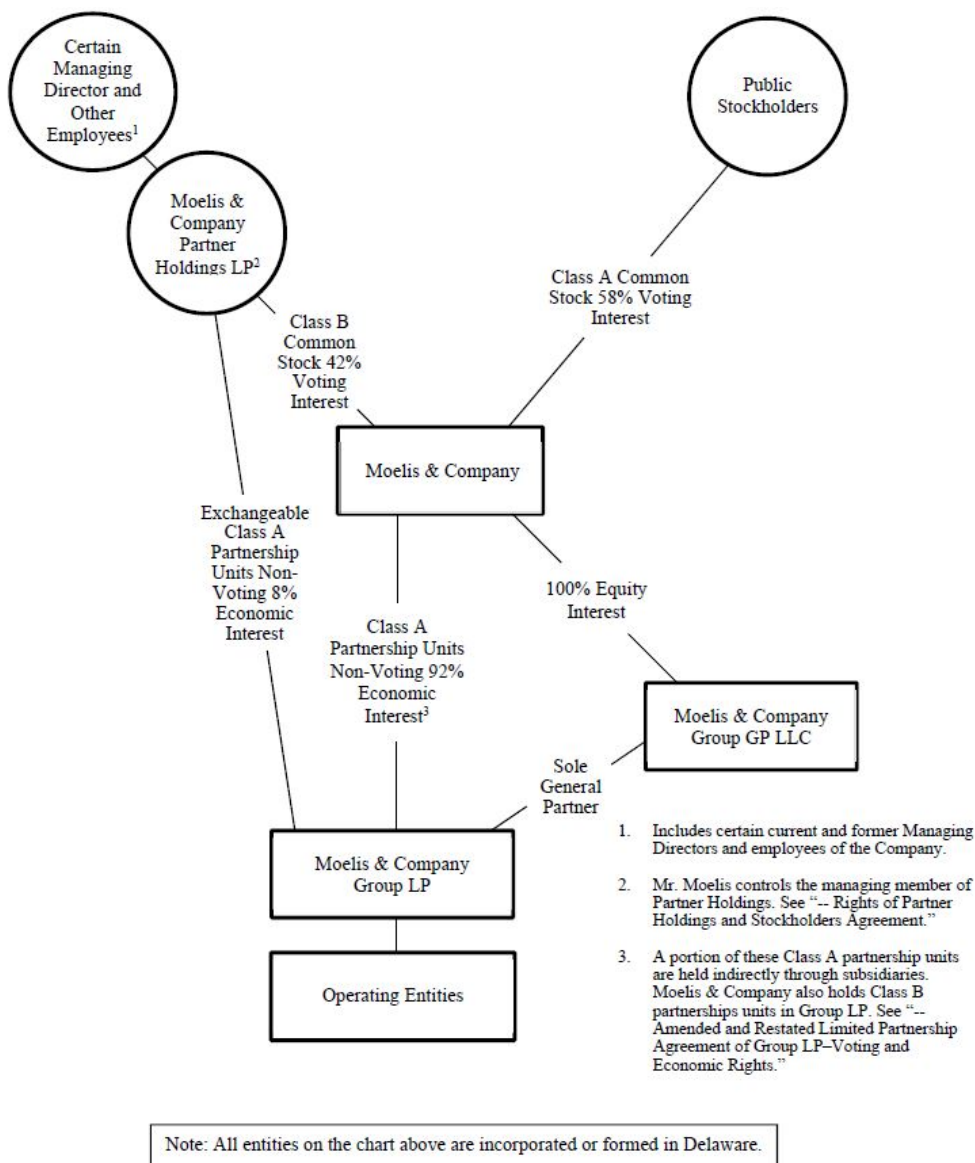 Certain
Managing
Director and
Other
Employees1
Public
Stockholders
Moelis &
Company
Partner
Holdings LP2
Class A Common
Stock 58% Voting
Interest
Class B
Common
Stock 42%
Voting
Interest
Moelis & Company
Exchangeable
Class A
Partnership
Units Non-
Voting 8%
Economic
Interest
100% Equity
Interest
Class A
Partnership Units
Non-Voting 92%
Economic
Interest3
Moelis & Company
Group GP LLC
Sole
General
Partner
Moelis & Company
Group LP
Operating Entities
1. Includes certain current and former Managing
Directors and employees of the Company.
2. Mr. Moelis controls the managing member of
Partner Holdings. See “-- Rights of Partner
Holdings and Stockholders Agreement.”
3. A portion of these Class A partnership units
are held indirectly through subsidiaries.
Moelis & Company also holds Class B
partnerships units in Group LP. See “--
Amended and Restated Limited Partnership
Agreement of Group LP–Voting and
Economic Rights.”
Note: All entities on the chart above are incorporated or formed in Delaware.